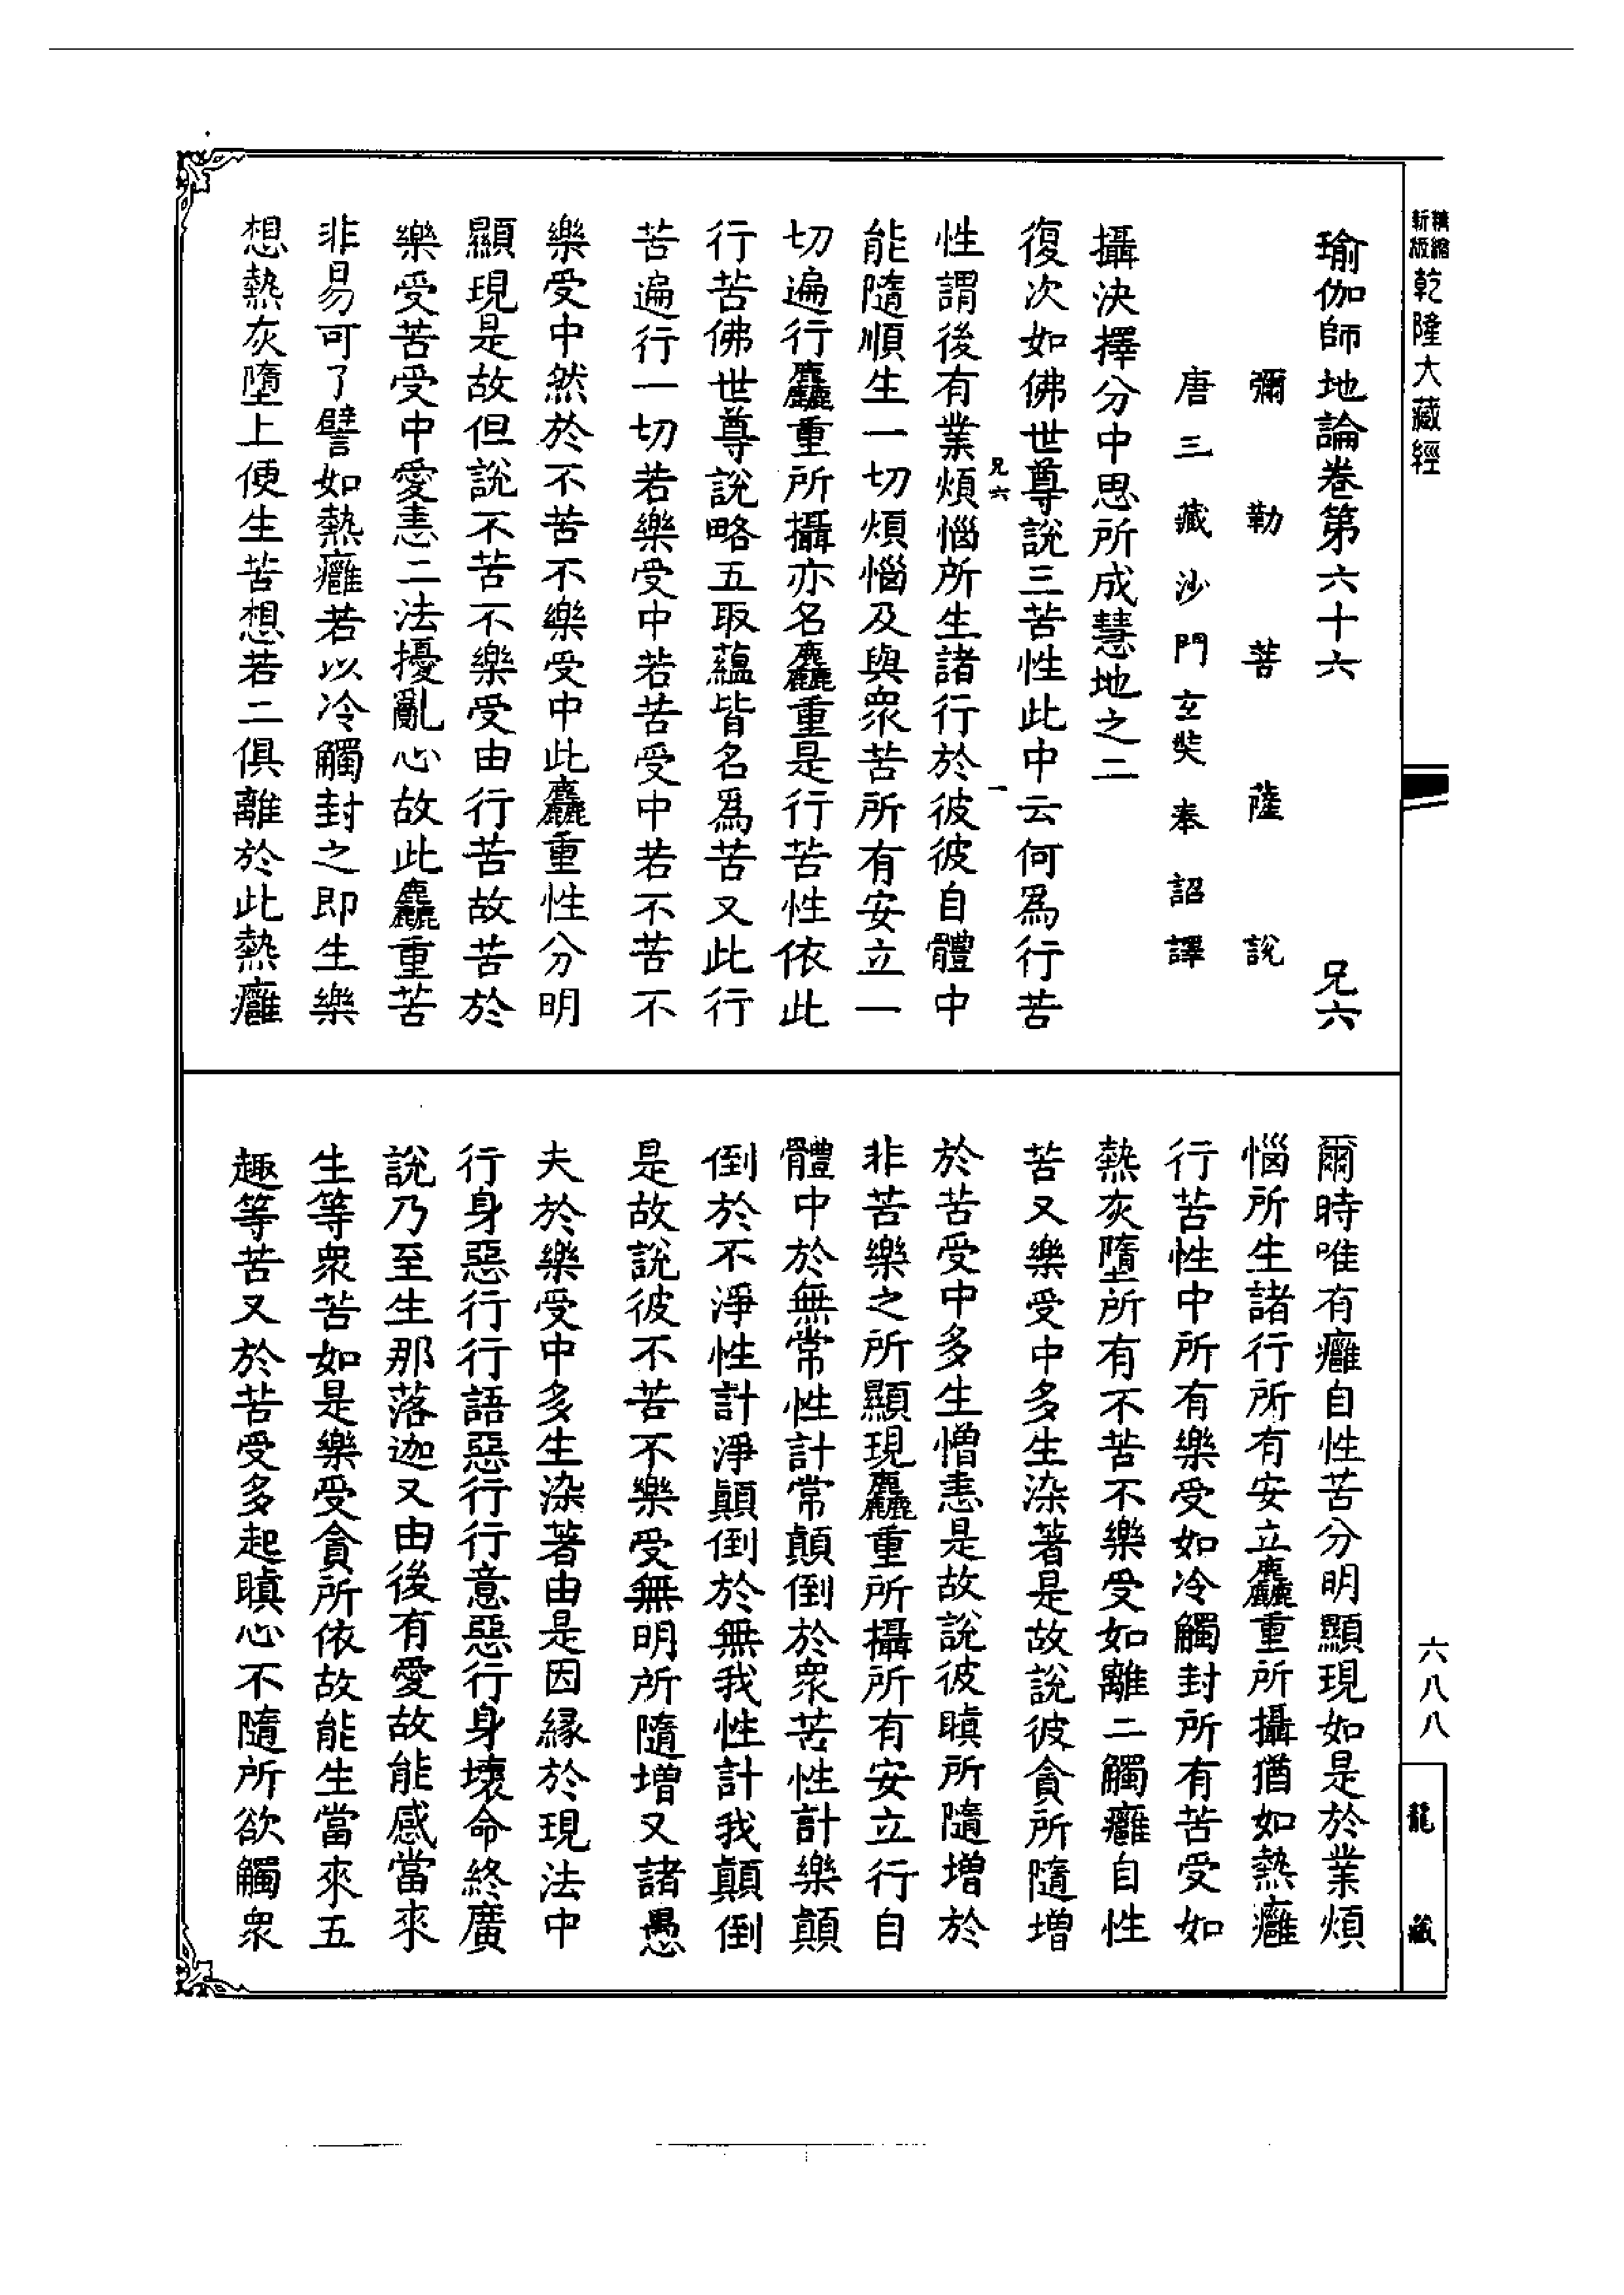 精縮新版乾隆大藏經
瑜伽師地論卷第六十六 兄六
彌勒菩薩說
唐三藏沙門玄奘奉詔譯
攝決擇分中思所成慧地之二
復次如佛世尊說三苦性此中云何爲行苦
兄六 一
性謂後有業煩惱所生諸行於彼彼自體中
能隨順生一切煩惱及與眾苦所有安立一
切遍行麤重所攝亦名麤重是行苦性依此
行苦佛世尊說略五取蘊皆名爲苦又此行
苦遍行一切若樂受中若苦受中若不苦不
樂受中然於不苦不樂受中此麤重性分明
顯現是故但說不苦不樂受由行苦故苦於
樂受苦受中愛恚二法擾亂心故此麤重苦
非易可了譬如熱癰若以冷觸封之即生樂
想熱灰墮上便生苦想若二俱離於此熱癰
爾時唯有癰自性苦分明顯現如是於業煩
惱所生諸行所有安立麤重所攝猶如熱癰
行苦性中所有樂受如冷觸封所有苦受如
熱灰墮所有不苦不樂受如離二觸癰自性
苦又樂受中多生染著是故說彼貪所隨增
於苦受中多生憎恚是故說彼瞋所隨增於
非苦樂之所顯現麤重所攝所有安立行自
體中於無常性計常顛倒於眾苦性計樂顛
倒於不淨性計淨顛倒於無我性計我顛倒
是故說彼不苦不樂受無明所隨增又諸愚
夫於樂受中多生染著由是因緣於現法中
行身惡行行語惡行行意惡行身壞命終廣
說乃至生那落迦又由後有愛故能感當來
生等眾苦如是樂受貪所依故能生當來五
趣等苦又於苦受多起瞋心不隨所欲觸眾
六八八
龍藏